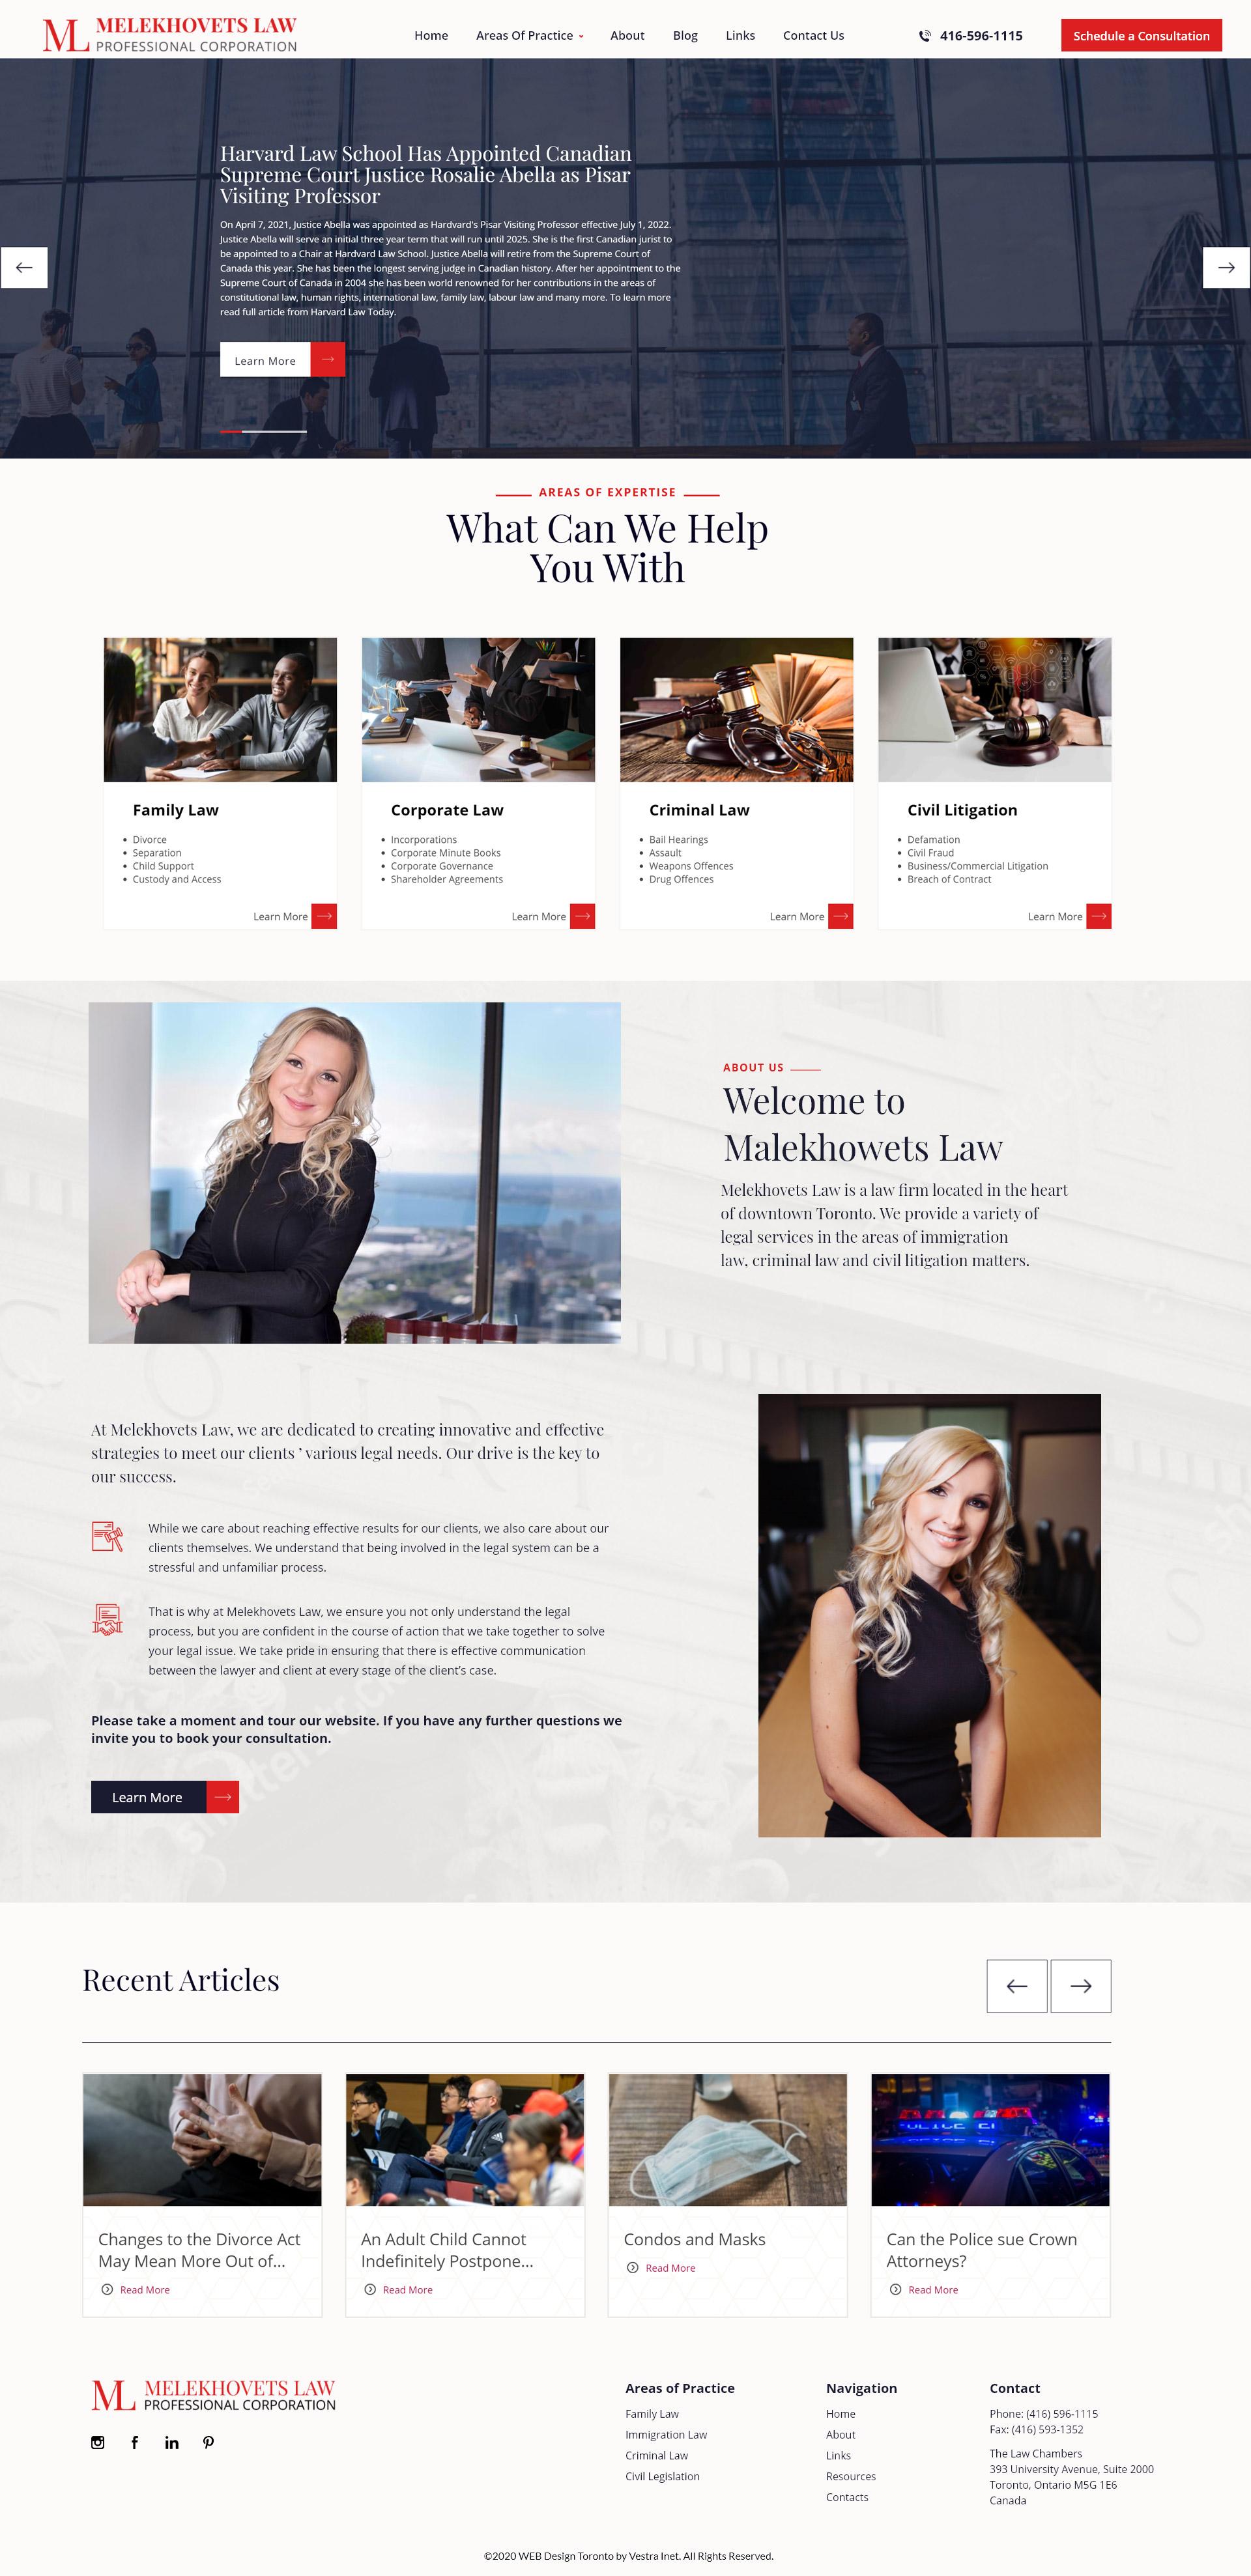 ML MELEKHOVETS LAW
PROFESSIONAL CORPORATION
Home Areas Of Practice About Blog Links Contact Us 416-596-1115 Schedule a Consultation
Harvard Law School Has Appointed Canadian
Supreme Court Justice Rosalie Abella as Pisar
Visiting Professor
On April 7, 2021, Justice Abella was appointed as Hardvard's Pisar Visiting Professor effective July 1, 2022.
Justice Abella will serve an initial three year term that will run until 2025. She is the first Canadian jurist to
be appointed to a Chair at Hardvard Law School. Justice Abella will retire from the Supreme Court of
Canada this year. She has been the longest serving judge in Canadian history. After her appointment to the
Supreme Court of Canada in 2004 she has been world renowned for her contributions in the areas of
constitutional law, human rights, international law, family law, labour law and many more. To learn more
read full article from Harvard Law Today.
Learn More
AREAS OF EXPERTISE
What Can We Help
You With
Family Law
• Divorce
• Separation
• Child Support
• Custody and Access
Learn More
Corporate Law
• Incorporations
• Corporate Minute Books
• Corporate Governance
• Shareholder Agreements
Learn More
Criminal Law
• Bail Hearings
• Assault
• Weapons Offences
• Drug Offences
Learn More
Civil Litigation
• Defamation
• Civil Fraud
• Business/Commercial Litigation
• Breach of Contract
Learn More
ABOUT US
Welcome to
Malekhowets Law
Melekhovets Law is a law firm located in the heart
of downtown Toronto. We provide a variety of
legal services in the areas of immigration
law, criminal law and civil litigation matters.
At Melekhovets Law, we are dedicated to creating innovative and effective
strategies to meet our clients ’ various legal needs. Our drive is the key to
our success.
While we care about reaching effective results for our clients, we also care about our
clients themselves. We understand that being involved in the legal system can be a
stressful and unfamiliar process.
That is why at Melekhovets Law, we ensure you not only understand the legal
process, but you are confident in the course of action that we take together to solve
your legal issue. We take pride in ensuring that there is effective communication
between the lawyer and client at every stage of the client’s case.
Please take a moment and tour our website. If you have any further questions we
invite you to book your consultation.
Learn More
Recent Articles
Changes to the Divorce Act
May Mean More Out of...
Read More
An Adult Child Cannot
Indefinitely Postpone...
Read More
Condos and Masks
Read More
Can the Police sue Crown
Attorneys?
Read More
ML MELEKHOVETS LAW
PROFESSIONAL CORPORATION
Areas of Practice
Family Law
Immigration Law
Criminal Law
Civil Legislation
Navigation
Home
About
Links
Resources
Contacts
Contact
Phone: (416) 596-1115
Fax: (416) 593-1352
The Law Chambers
393 University Avenue, Suite 2000
Toronto, Ontario M5G 1E6
Canada
©2020 WEB Design Toronto by Vestra Inet. All Rights Reserved.